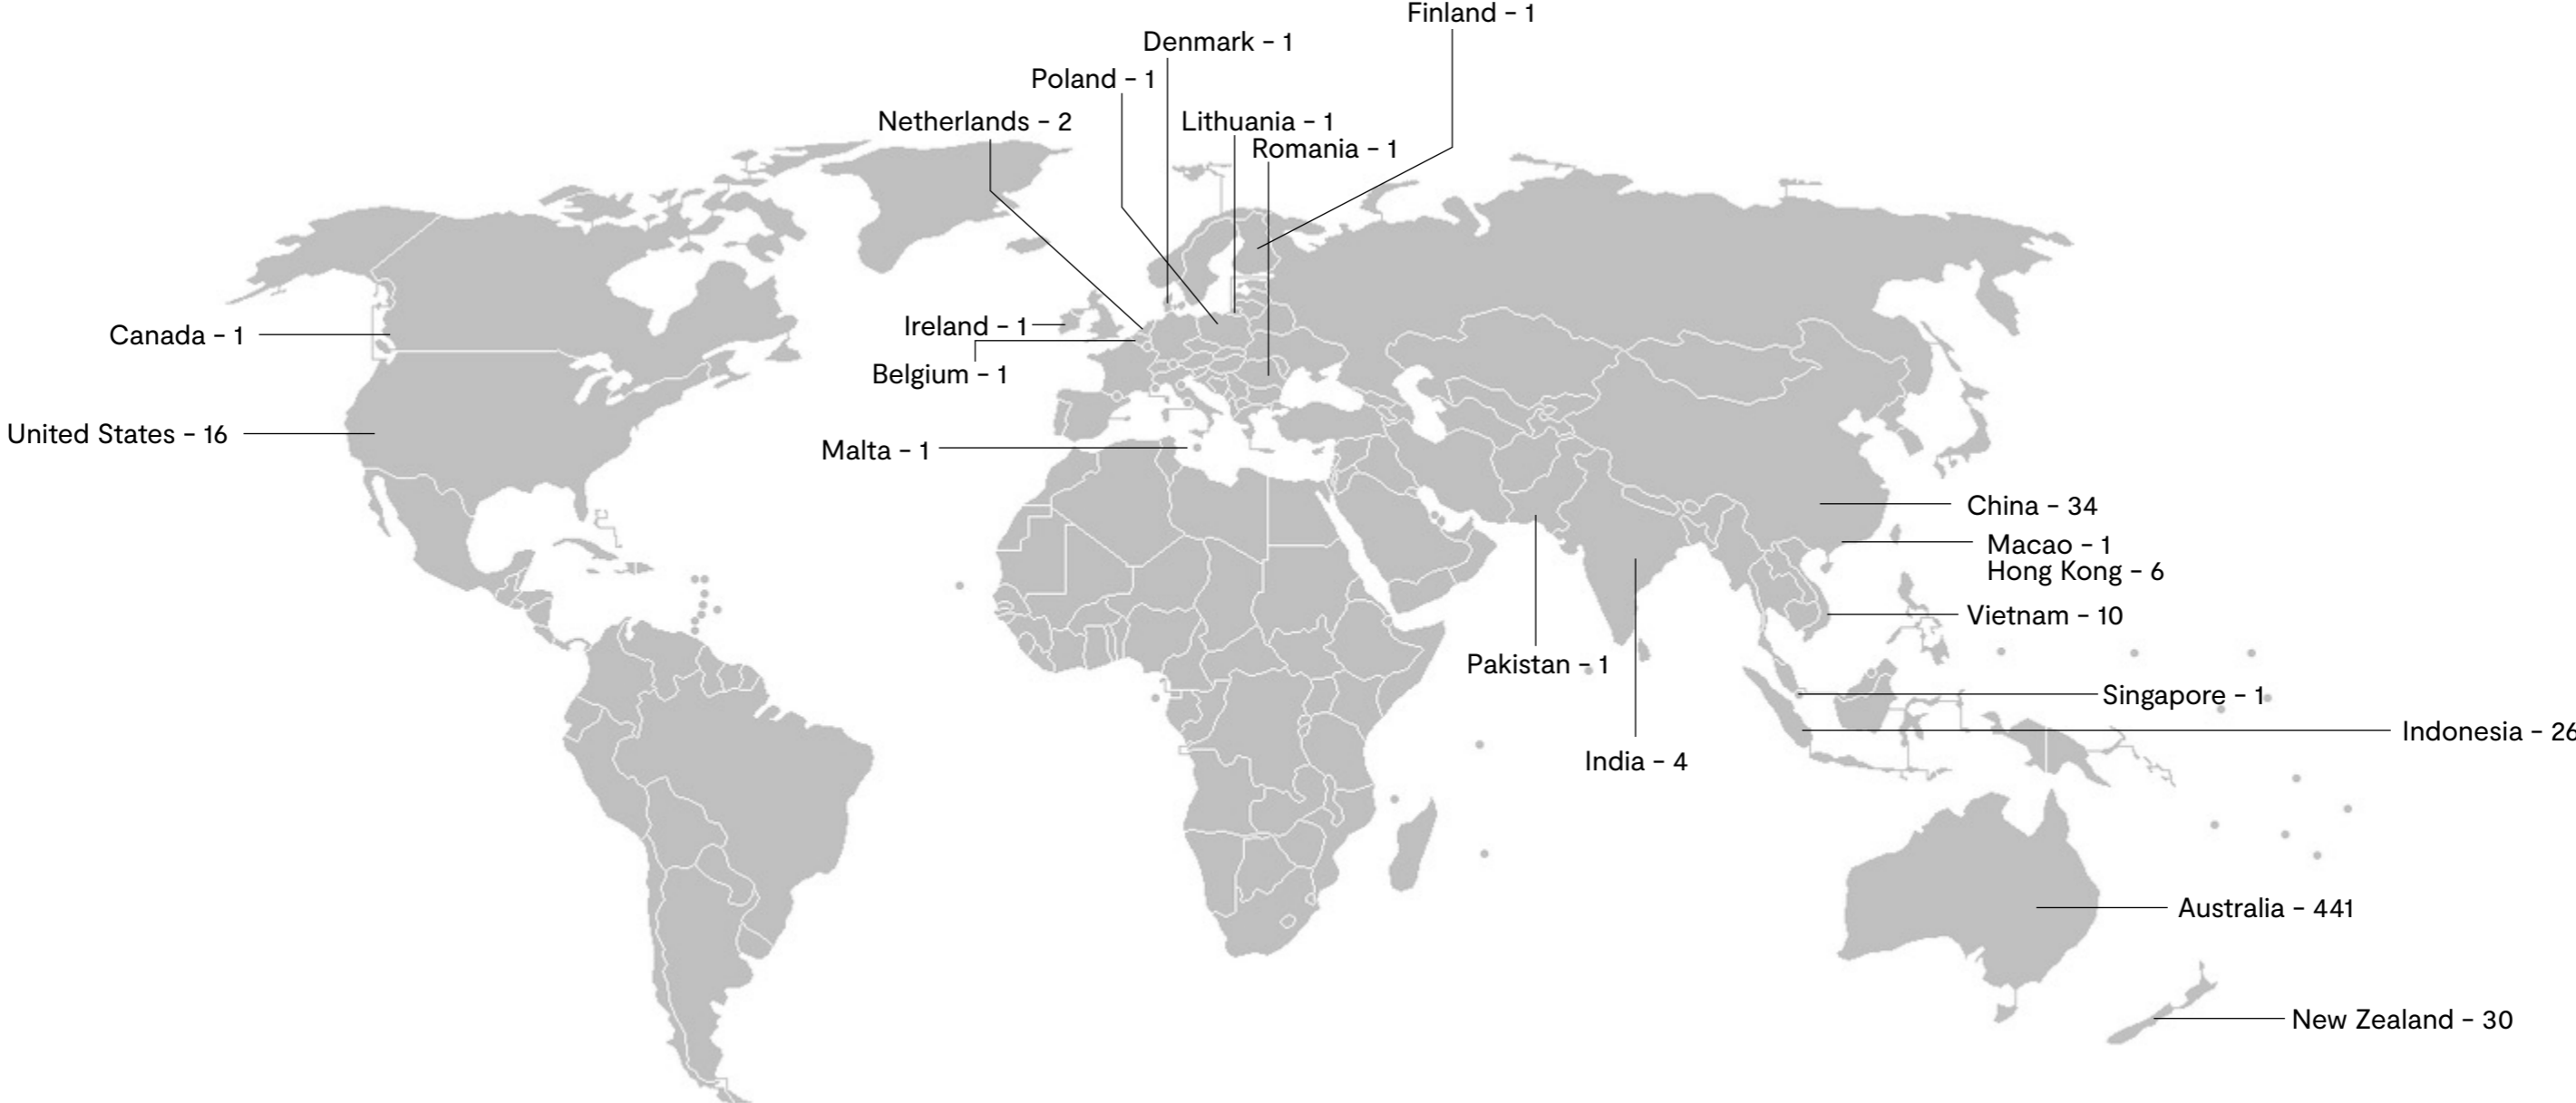 Finland – 1
Denmark – 1
Poland – 1
Netherlands – 2
Lithuania – 1
Romania – 1
Ireland – 1
Canada – 1
Belgium – 1
United States – 16
Malta – 1
China – 34
Macao – 1
Hong Kong – 6
Vietnam – 10
Pakistan – 1
Singapore – 1
Indonesia – 26
India – 4
Australia – 441
New Zealand – 30